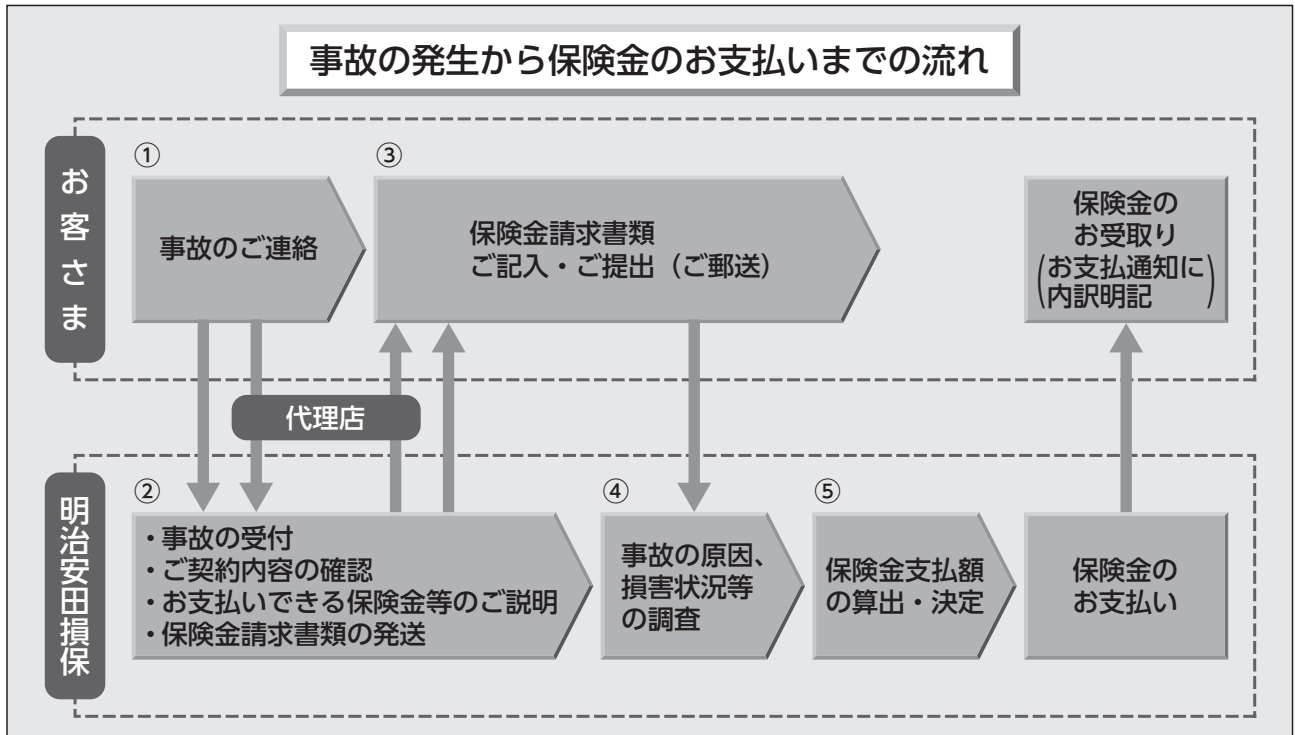 事故の発生から保険金のお支払いまでの流れ
お客さま
①
事故のご連絡
③
保険金請求書類
ご記入・ご提出（ご郵送）
保険金の
お受取り
(お支払通知に
内訳明記)
代理店
明治安田損保
②
・事故の受付
・ご契約内容の確認
・お支払いできる保険金等のご説明
・保険金請求書類の発送
④
事故の原因、
損害状況等
の調査
⑤
保険金支払額
の算出・決定
保険金の
お支払い